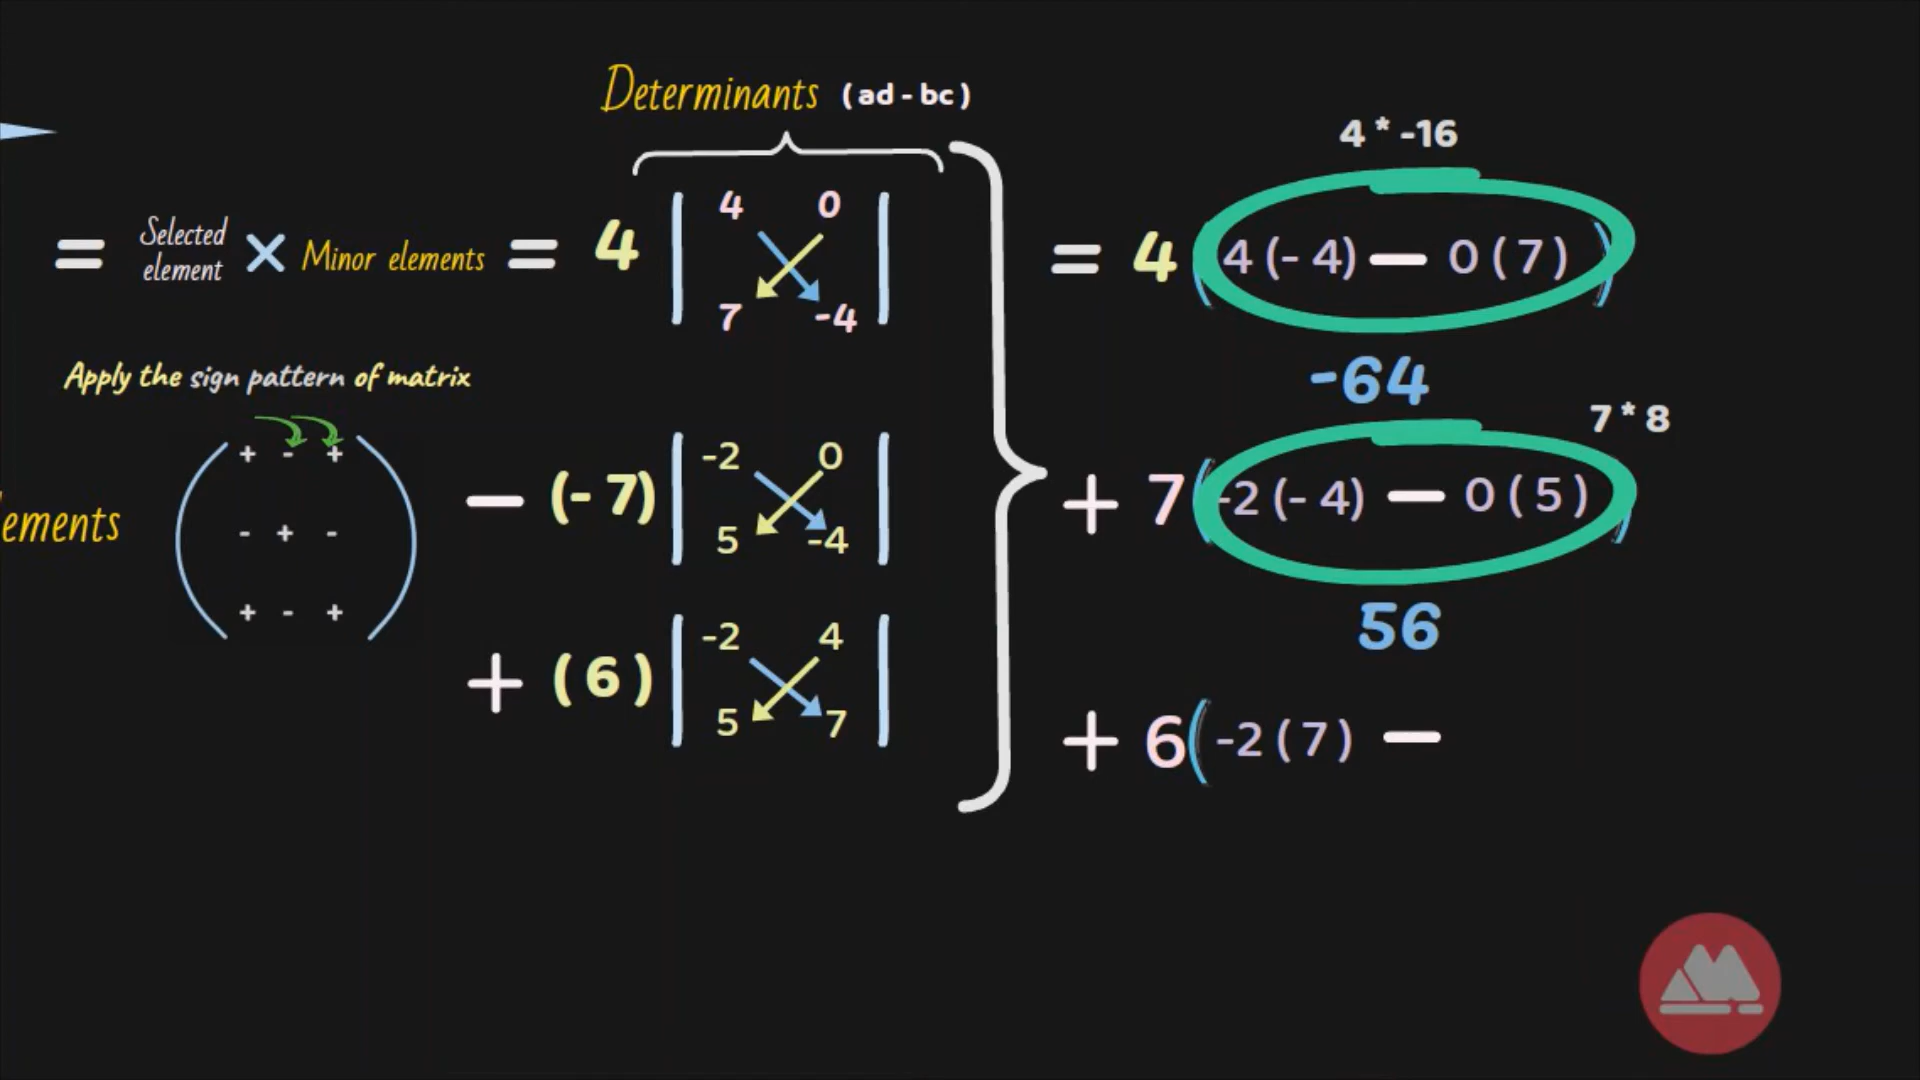 Determinants (ad - bc)
4 * -16
= Selected element × Minor elements = 4 | 4 0 | = 4 ( 4 (- 4) — 0 ( 7 ) )
7 -4
-64
Apply the sign pattern of matrix
7 * 8
+ - +
- + -
+ - +
ements
— (- 7) | -2 0 | + 7 ( -2 (- 4) — 0 ( 5 ) )
5 -4
56
+ ( 6 ) | -2 4 | + 6 ( -2 ( 7 ) —
5 7